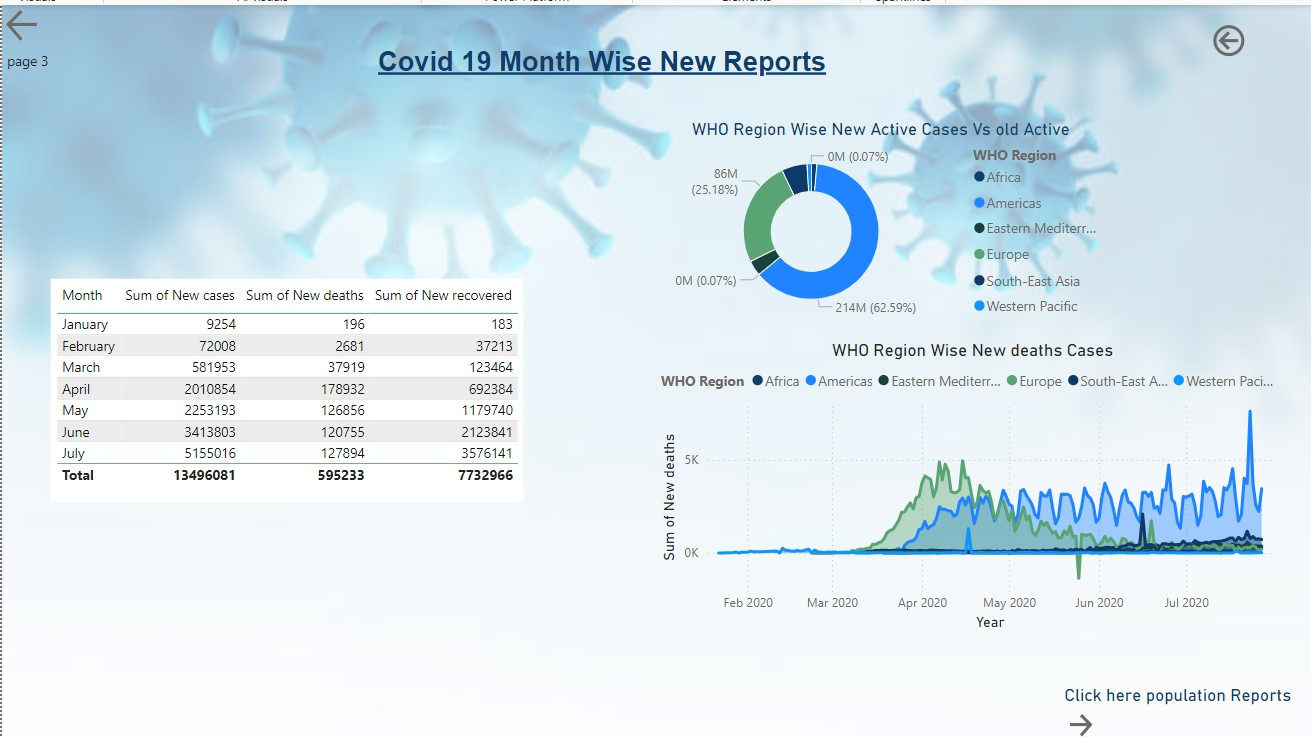 page 3
Covid 19 Month Wise New Reports
WHO Region Wise New Active Cases Vs old Active
0M (0.07%)
86M
(25.18%)
0M (0.07%)
214M (62.59%)
WHO Region
Africa
Americas
Eastern Mediterr...
Europe
South-East Asia
Western Pacific
Month Sum of New cases Sum of New deaths Sum of New recovered
January 9254 196 183
February 72008 2681 37213
March 581953 37919 123464
April 2010854 178932 692384
May 2253193 126856 1179740
June 3413803 120755 2123841
July 5155016 127894 3576141
Total 13496081 595233 7732966
WHO Region Wise New deaths Cases
WHO Region Africa Americas Eastern Mediterr... Europe South-East A... Western Paci...
Sum of New deaths
5K
0K
Feb 2020 Mar 2020 Apr 2020 May 2020 Jun 2020 Jul 2020
Year
Click here population Reports